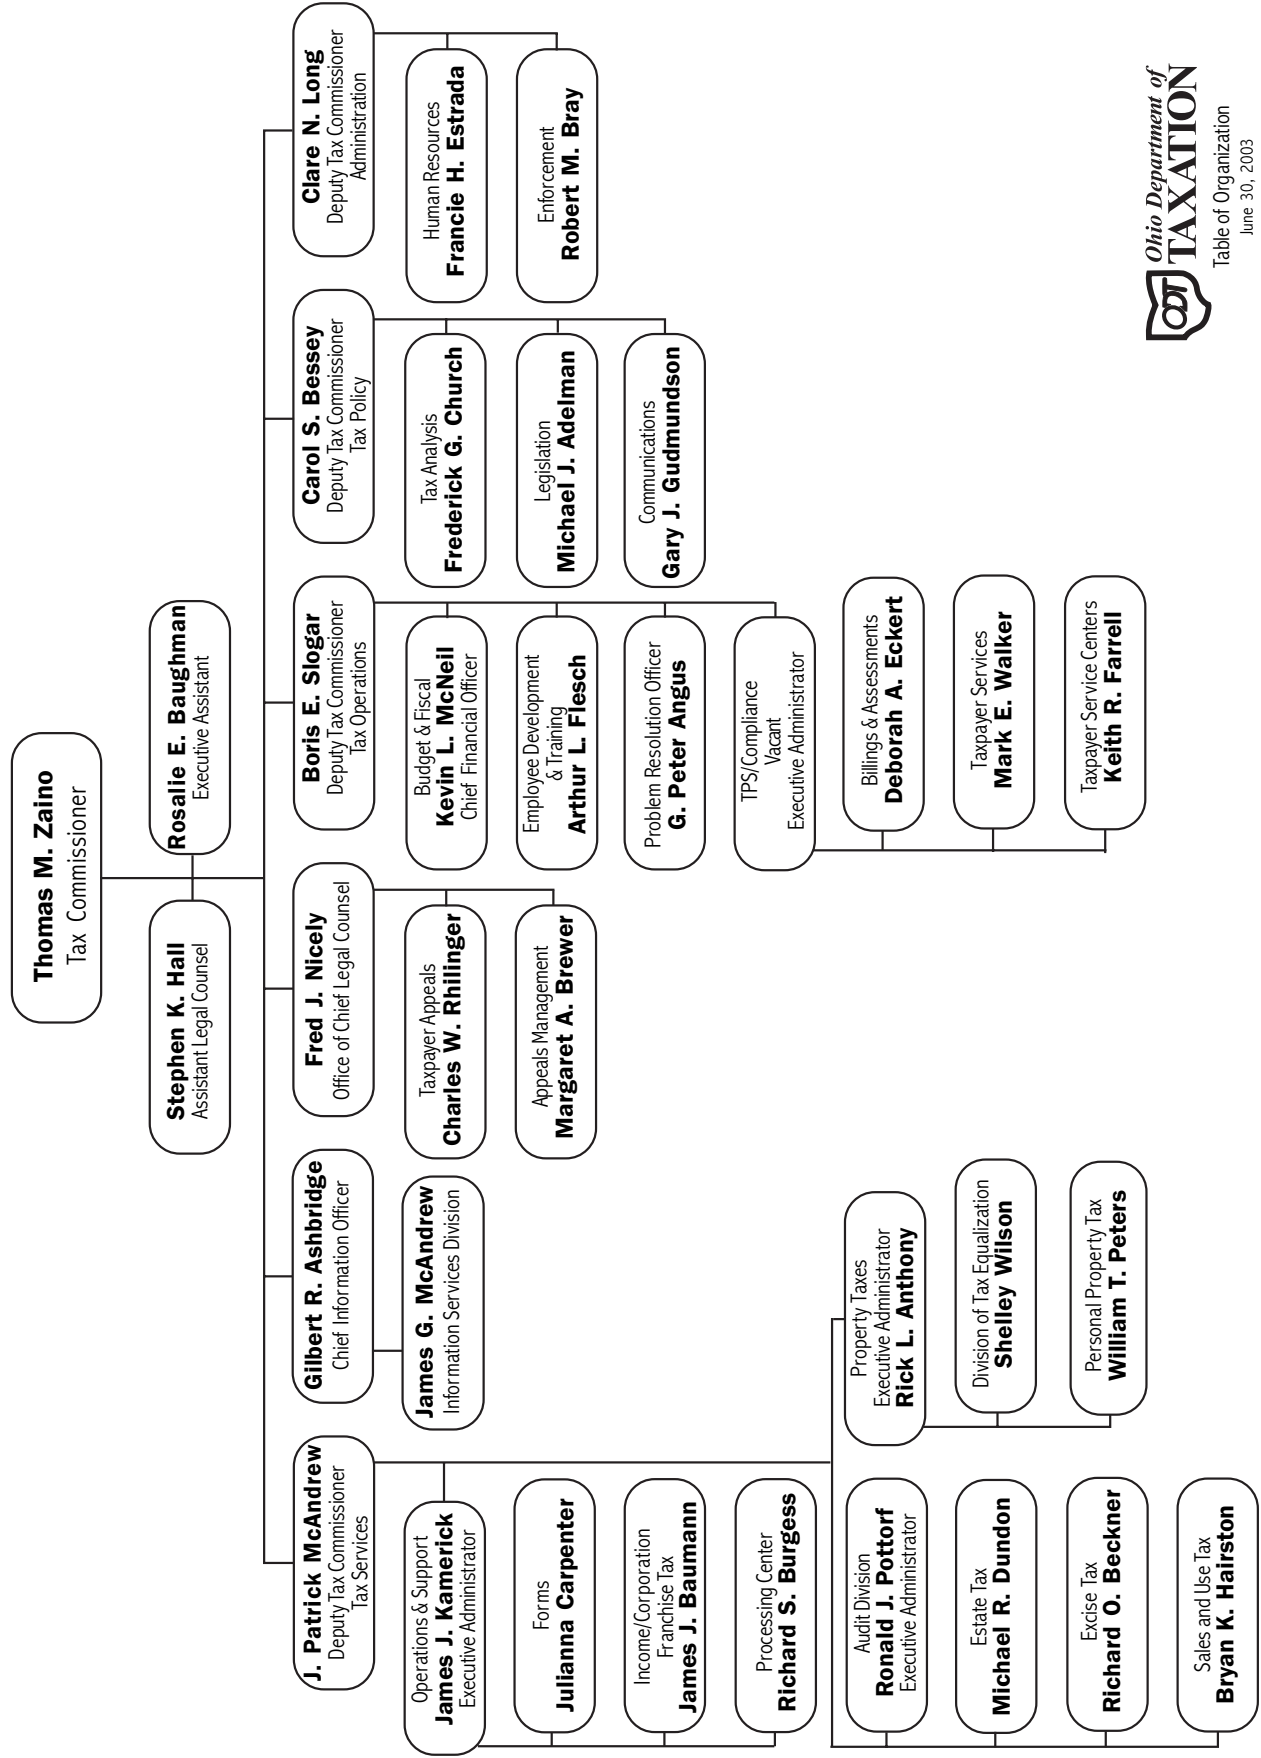 Thomas M. Zaino
Tax Commissioner
Stephen K. Hall
Assistant Legal Counsel
Rosalie E. Baughman
Executive Assistant
J. Patrick McAndrew
Deputy Tax Commissioner
Tax Services
Gilbert R. Ashbridge
Chief Information Officer
Fred J. Nicely
Office of Chief Legal Counsel
Boris E. Slogar
Deputy Tax Commissioner
Tax Operations
Carol S. Bessey
Deputy Tax Commissioner
Tax Policy
Clare N. Long
Deputy Tax Commissioner
Administration
Operations & Support
James J. Kamerick
Executive Administrator
Forms
Julianna Carpenter
Income/Corporation
Franchise Tax
James J. Baumann
Processing Center
Richard S. Burgess
Audit Division
Ronald J. Pottorf
Executive Administrator
Estate Tax
Michael R. Dundon
Excise Tax
Richard O. Beckner
Sales and Use Tax
Bryan K. Hairston
Property Taxes
Executive Administrator
Rick L. Anthony
Division of Tax Equalization
Shelley Wilson
Personal Property Tax
William T. Peters
James G. McAndrew
Information Services Division
Taxpayer Appeals
Charles W. Rhilinger
Appeals Management
Margaret A. Brewer
Budget & Fiscal
Kevin L. McNeil
Chief Financial Officer
Employee Development
& Training
Arthur L. Flesch
Problem Resolution Officer
G. Peter Angus
TPS/Compliance
Vacant
Executive Administrator
Billings & Assessments
Deborah A. Eckert
Taxpayer Services
Mark E. Walker
Taxpayer Service Centers
Keith R. Farrell
Tax Analysis
Frederick G. Church
Legislation
Michael J. Adelman
Communications
Gary J. Gudmundson
Human Resources
Francie H. Estrada
Enforcement
Robert M. Bray
ODT
Ohio Department of
TAXATION
Table of Organization
June 30, 2003